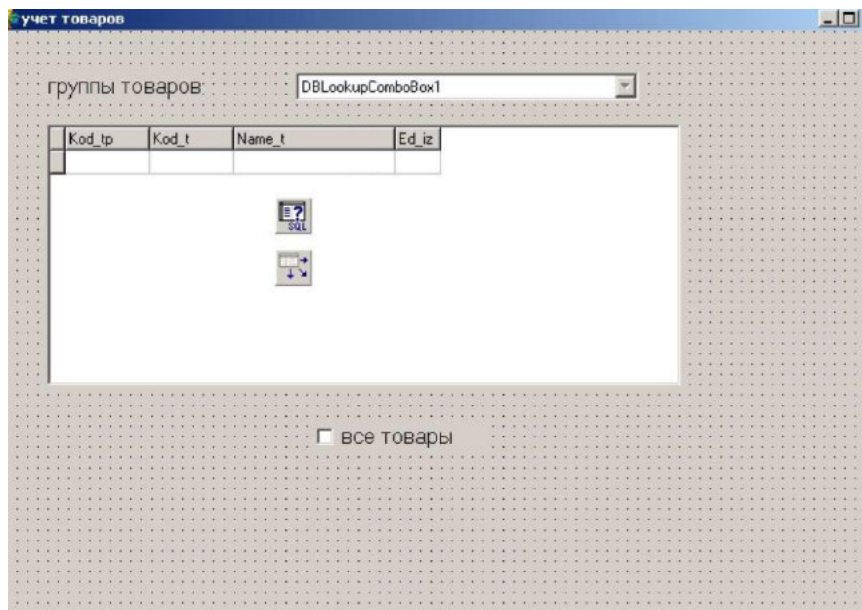 учет товаров
группы товаров: DBLookupComboBox1
Kod_tp Kod_t Name_t Ed_iz
?
SQL
все товары